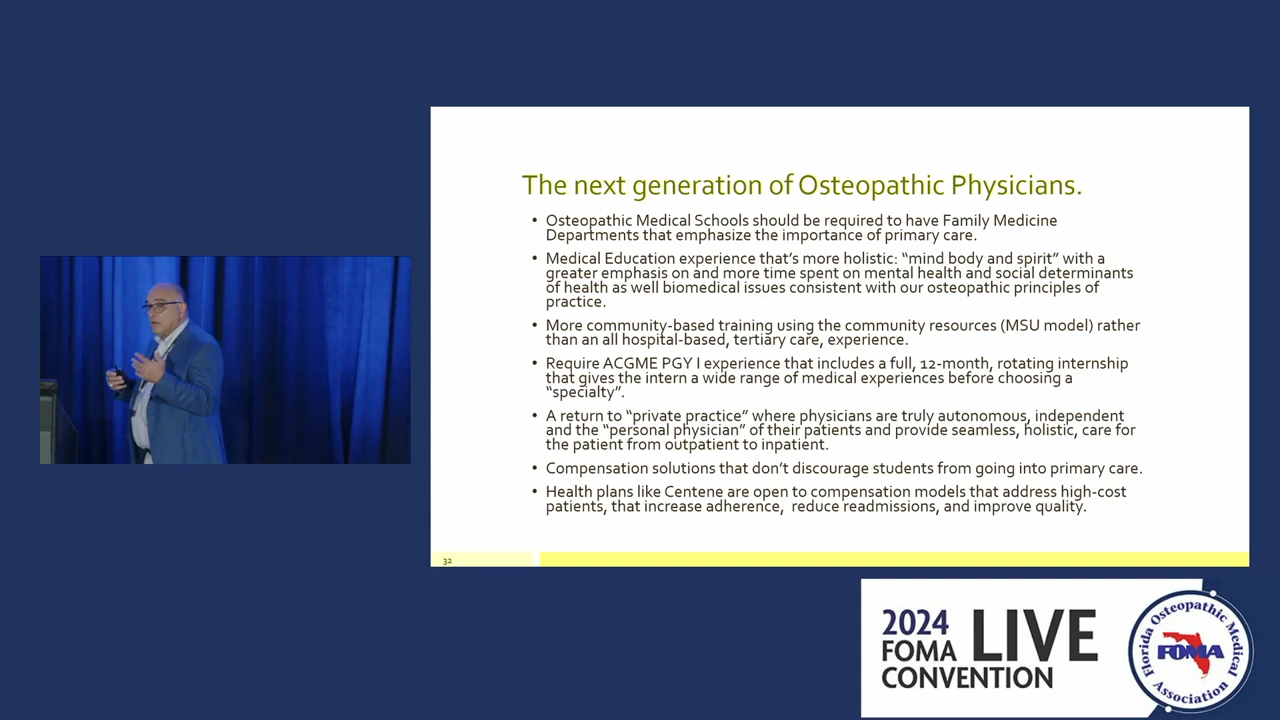 The next generation of Osteopathic Physicians.
• Osteopathic Medical Schools should be required to have Family Medicine
Departments that emphasize the importance of primary care.
• Medical Education experience that’s more holistic: “mind body and spirit” with a
greater emphasis on and more time spent on mental health and social determinants
of health as well biomedical issues consistent with our osteopathic principles of
practice.
• More community-based training using the community resources (MSU model) rather
than an all hospital-based, tertiary care, experience.
• Require ACGME PGY I experience that includes a full, 12-month, rotating internship
that gives the intern a wide range of medical experiences before choosing a
“specialty”.
• A return to “private practice” where physicians are truly autonomous, independent
and the “personal physician” of their patients and provide seamless, holistic, care for
the patient from outpatient to inpatient.
• Compensation solutions that don’t discourage students from going into primary care.
• Health plans like Centene are open to compensation models that address high-cost
patients, that increase adherence,  reduce readmissions, and improve quality.
32
2024
FOMA
CONVENTION
LIVE
Florida Osteopathic Medical
FOMA
Association